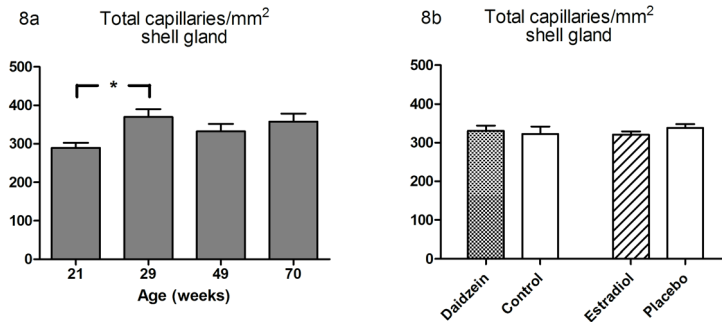 8a
Total capillaries/mm²
shell gland
500
400
300
200
100
0
*
21 29 49 70
Age (weeks)
8b
Total capillaries/mm²
shell gland
500
400
300
200
100
0
Daidzein
Control
Estradiol
Placebo